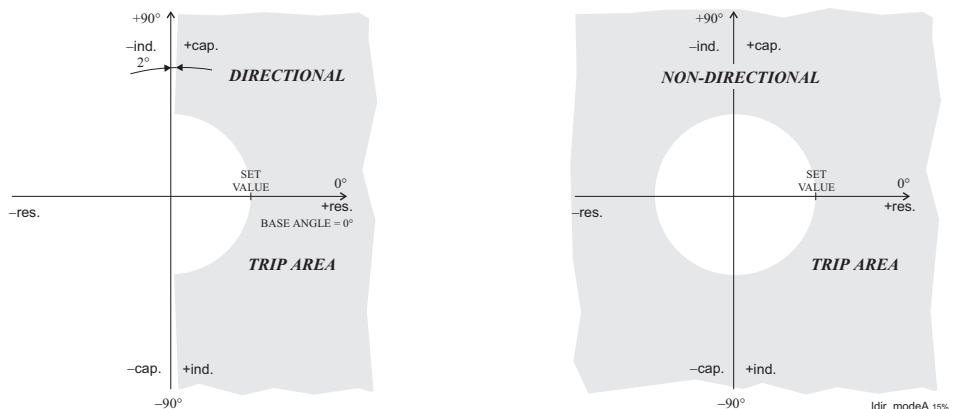 +90°
–ind. +cap.
2°
DIRECTIONAL
SET
VALUE
0°
–res.
+res.
BASE ANGLE = 0°
TRIP AREA
–cap. +ind.
–90°
+90°
–ind. +cap.
NON-DIRECTIONAL
SET
VALUE
0°
–res.
+res.
TRIP AREA
–cap. +ind.
–90°
Idir_modeA 15%